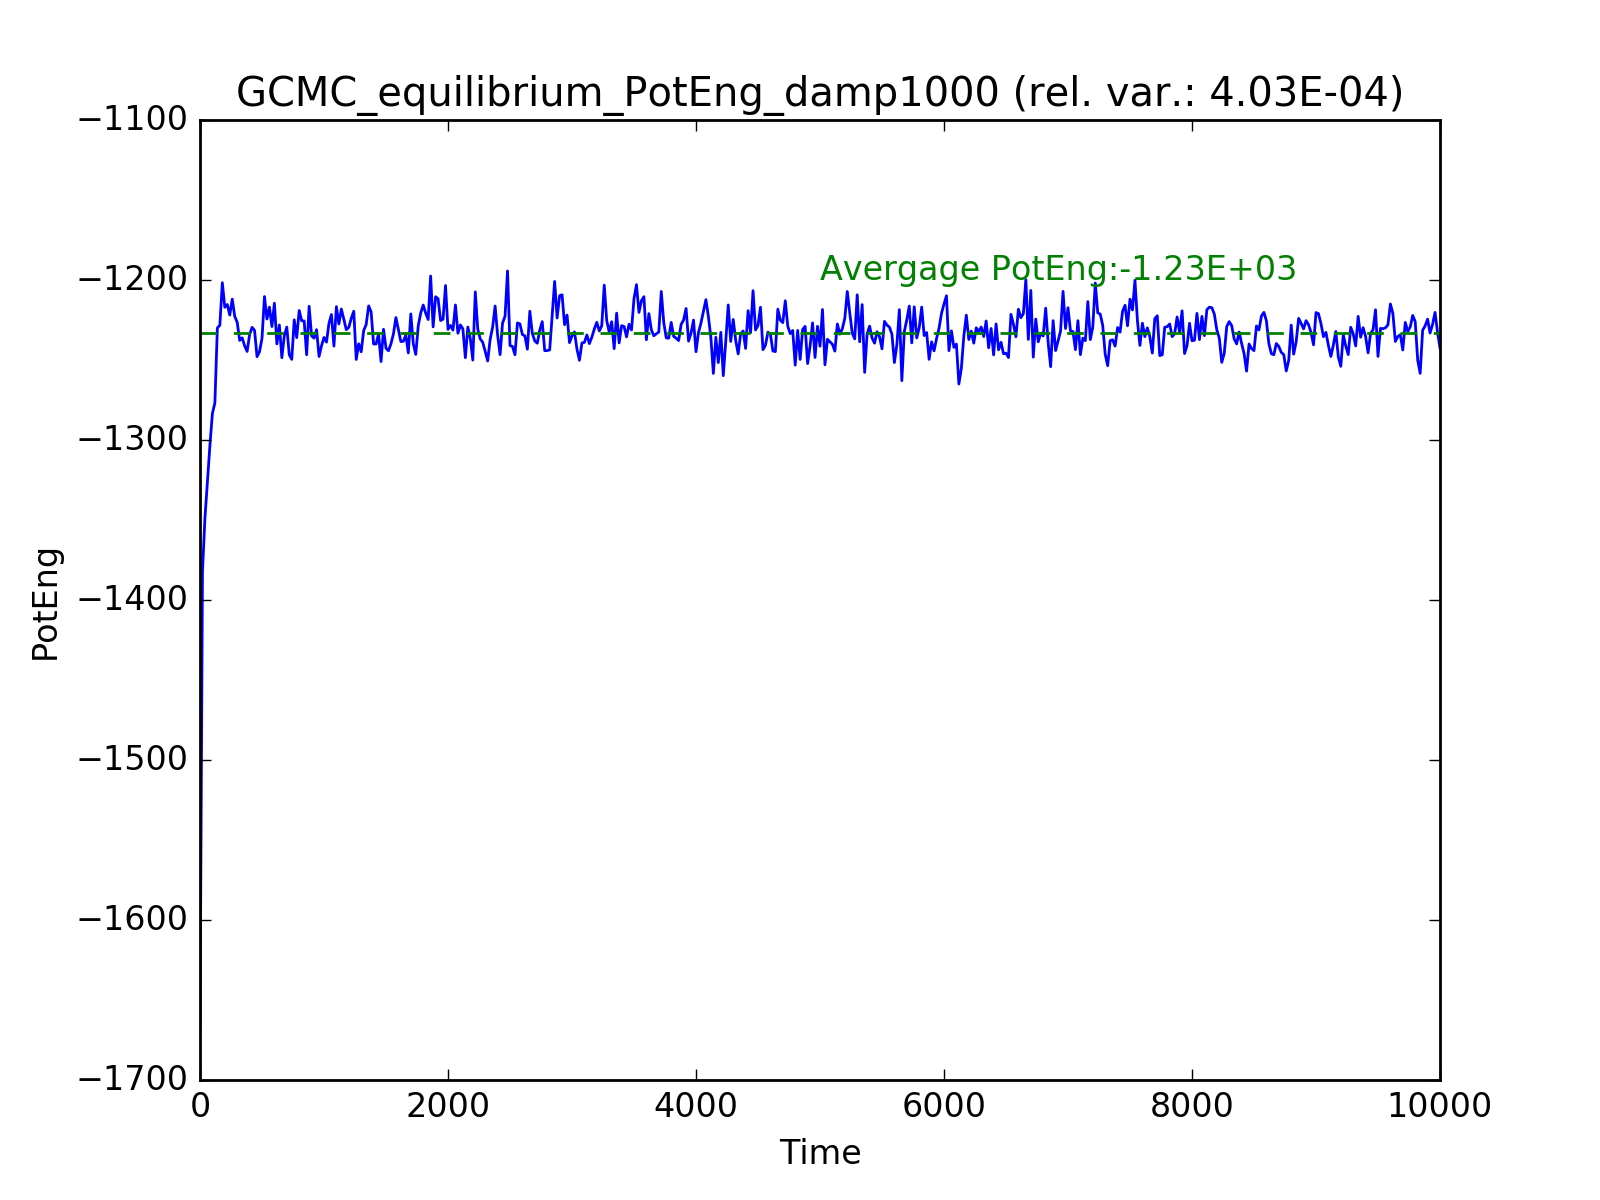 GCMC_equilibrium_PotEng_damp1000 (rel. var.: 4.03E-04)
−1100
−1200
−1300
−1400
−1500
−1600
−1700
PotEng
Avergage PotEng:-1.23E+03
0 2000 4000 6000 8000 10000
Time